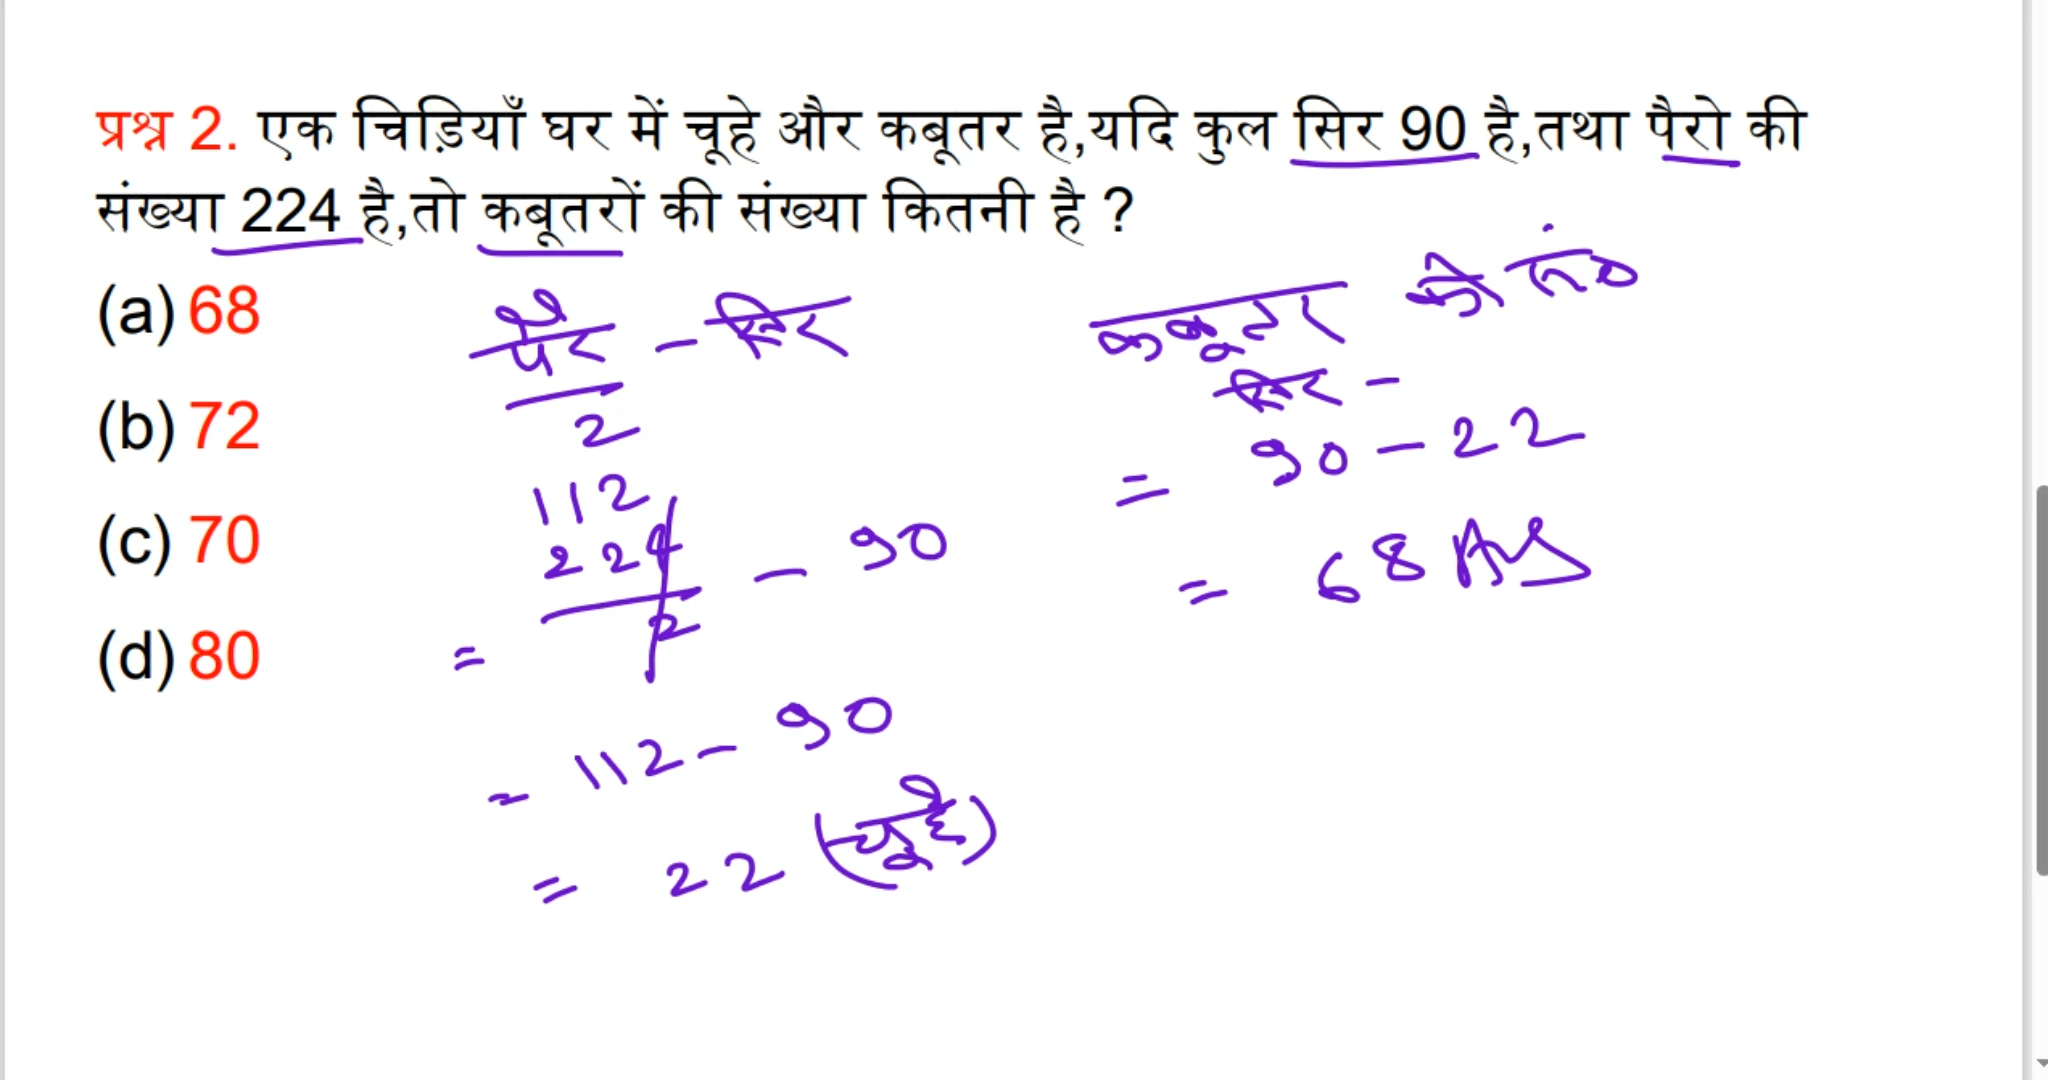 प्रश्न 2. एक चिड़ियाँ घर में चूहे और कबूतर है,यदि कुल सिर 90 है,तथा पैरो की
संख्या 224 है,तो कबूतरों की संख्या कितनी है ?
(a) 68
(b) 72
(c) 70
(d) 80
पैर - सिर
2
112
224 - 90
= 2
= 112 - 90
= 22 (चूहे)
कबूतर की सं०
सिर -
= 90 - 22
= 68 Ans